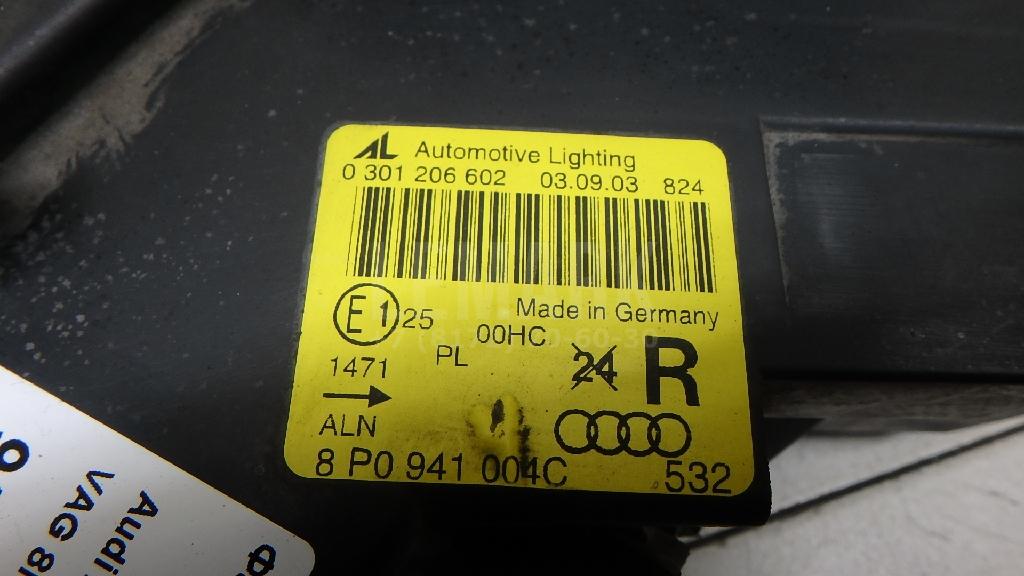 AL Automotive Lighting
0 301 206 602 03.09.03 824
E1 25 Made in Germany
00HC
PL 24 R
1471
ALN
8 P0 941 004C 532
Audi
VAG 8